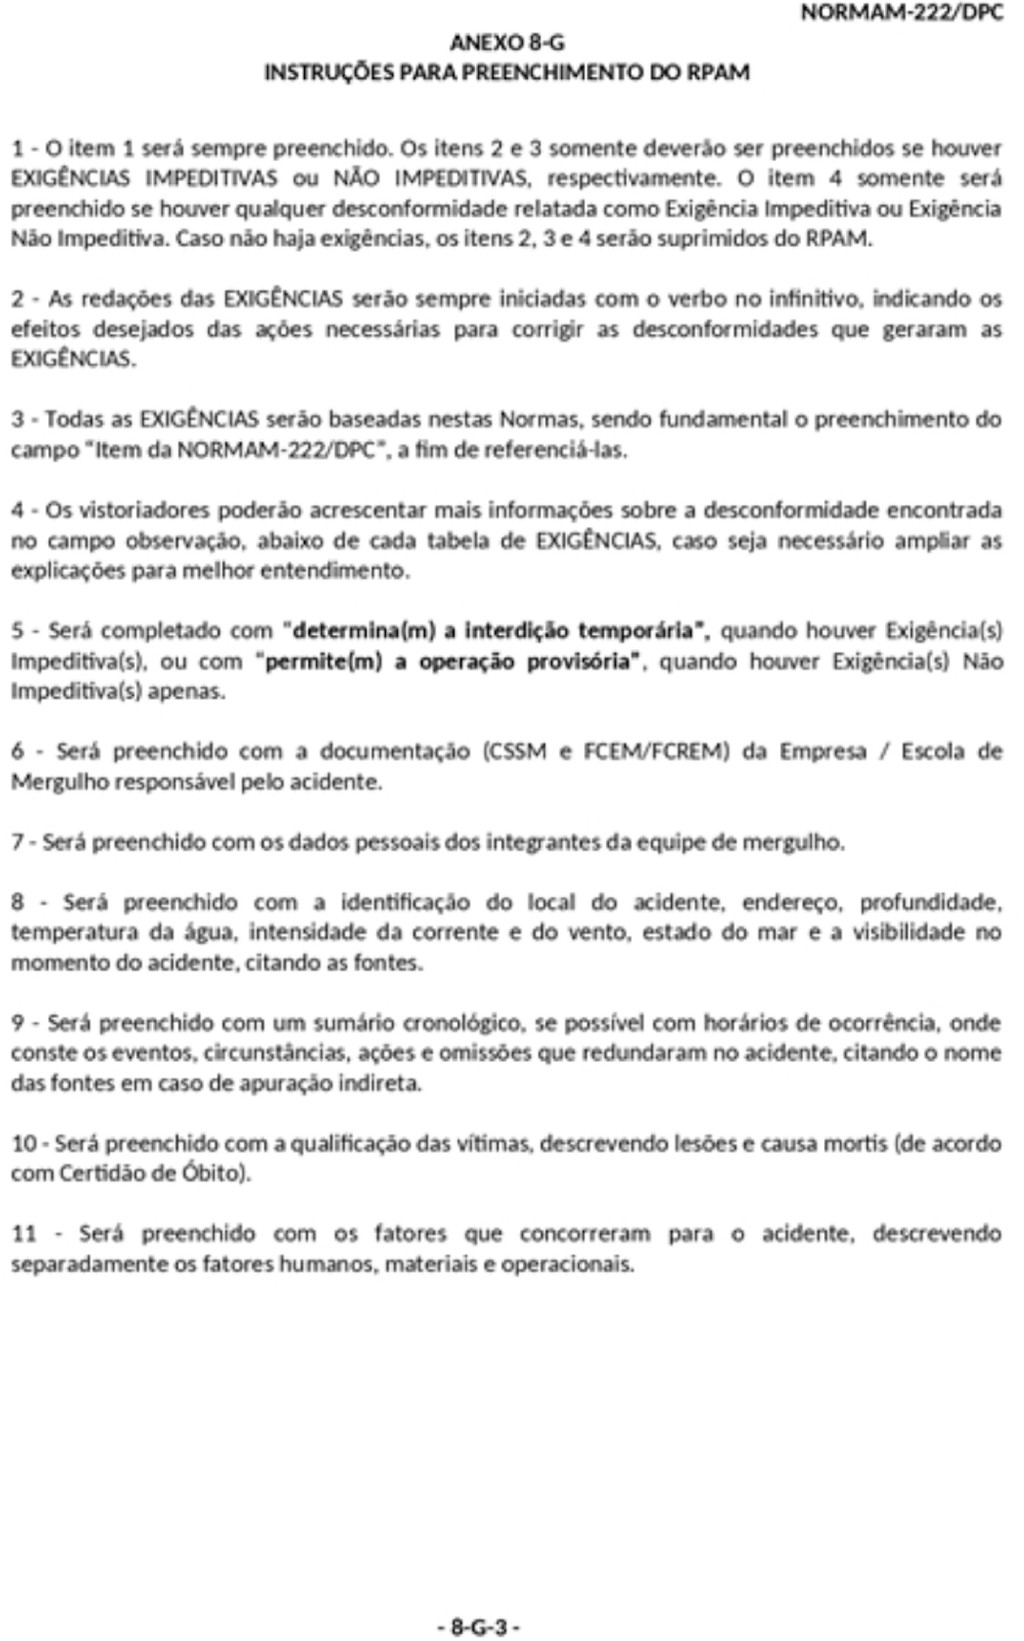 NORMAM-222/DPC
ANEXO 8-G
INSTRUÇÕES PARA PREENCHIMENTO DO RPAM
1 - O item 1 será sempre preenchido. Os itens 2 e 3 somente deverão ser preenchidos se houver
EXIGÊNCIAS IMPEDITIVAS ou NÃO IMPEDITIVAS, respectivamente. O item 4 somente será
preenchido se houver qualquer desconformidade relatada como Exigência Impeditiva ou Exigência
Não Impeditiva. Caso não haja exigências, os itens 2, 3 e 4 serão suprimidos do RPAM.
2 - As redações das EXIGÊNCIAS serão sempre iniciadas com o verbo no infinitivo, indicando os
efeitos desejados das ações necessárias para corrigir as desconformidades que geraram as
EXIGÊNCIAS.
3 - Todas as EXIGÊNCIAS serão baseadas nestas Normas, sendo fundamental o preenchimento do
campo “Item da NORMAM-222/DPC”, a fim de referenciá-las.
4 - Os vistoriadores poderão acrescentar mais informações sobre a desconformidade encontrada
no campo observação, abaixo de cada tabela de EXIGÊNCIAS, caso seja necessário ampliar as
explicações para melhor entendimento.
5 - Será completado com “determina(m) a interdição temporária”, quando houver Exigência(s)
Impeditiva(s), ou com “permite(m) a operação provisória”, quando houver Exigência(s) Não
Impeditiva(s) apenas.
6 - Será preenchido com a documentação (CSSM e FCEM/FCREM) da Empresa / Escola de
Mergulho responsável pelo acidente.
7 - Será preenchido com os dados pessoais dos integrantes da equipe de mergulho.
8 - Será preenchido com a identificação do local do acidente, endereço, profundidade,
temperatura da água, intensidade da corrente e do vento, estado do mar e a visibilidade no
momento do acidente, citando as fontes.
9 - Será preenchido com um sumário cronológico, se possível com horários de ocorrência, onde
conste os eventos, circunstâncias, ações e omissões que redundaram no acidente, citando o nome
das fontes em caso de apuração indireta.
10 - Será preenchido com a qualificação das vítimas, descrevendo lesões e causa mortis (de acordo
com Certidão de Óbito).
11 - Será preenchido com os fatores que concorreram para o acidente, descrevendo
separadamente os fatores humanos, materiais e operacionais.
- 8-G-3 -